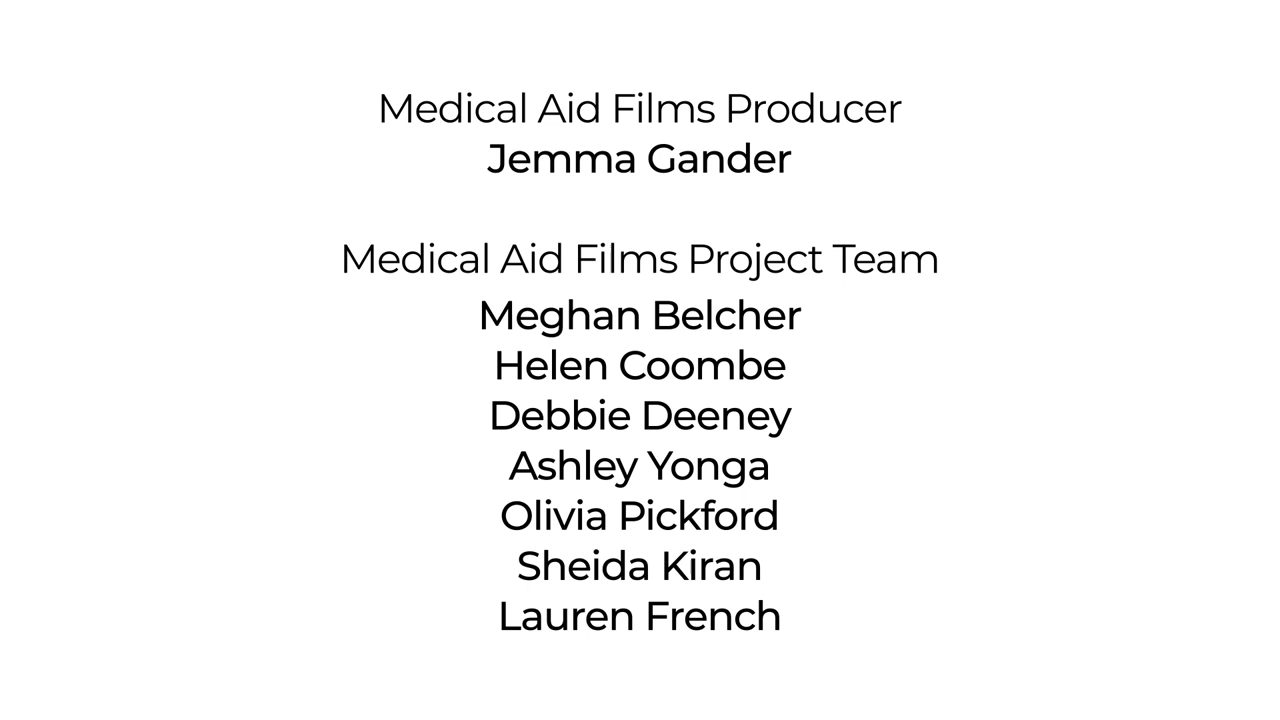 Medical Aid Films Producer
Jemma Gander
Medical Aid Films Project Team
Meghan Belcher
Helen Coombe
Debbie Deeney
Ashley Yonga
Olivia Pickford
Sheida Kiran
Lauren French